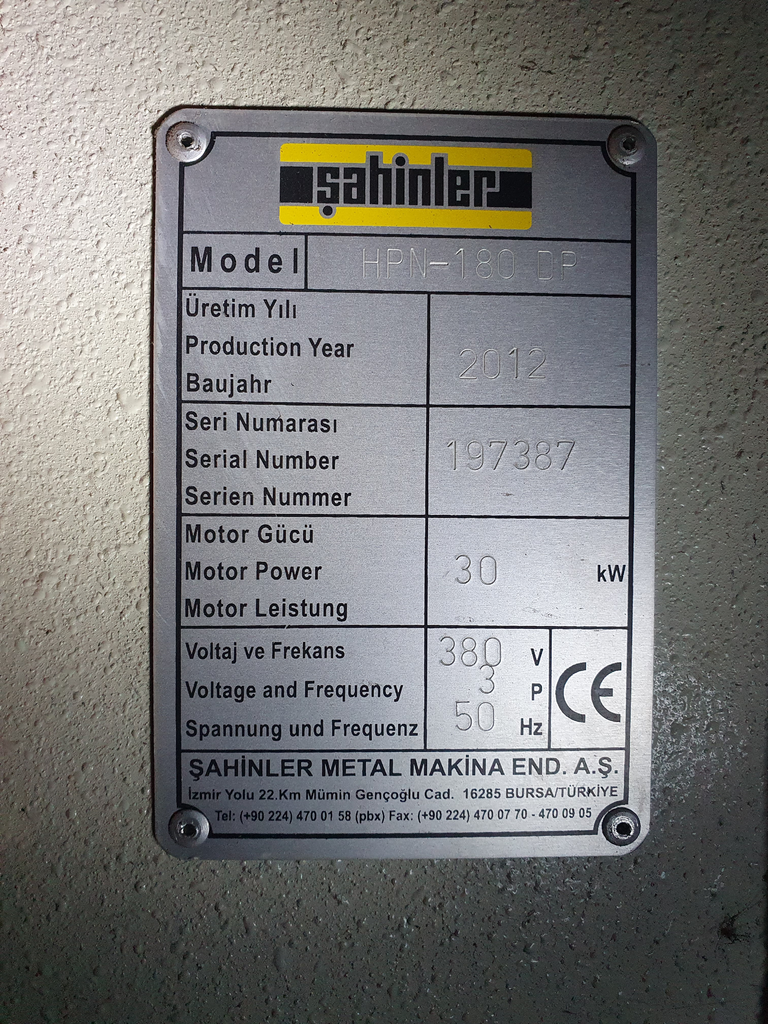 şahinler
Model HPN-180 DP
Üretim Yılı
Production Year 2012
Baujahr
Seri Numarası
Serial Number 197387
Serien Nummer
Motor Gücü
Motor Power 30 kW
Motor Leistung
Voltaj ve Frekans 380 V
Voltage and Frequency 3 P
Spannung und Frequenz 50 Hz
CE
ŞAHİNLER METAL MAKİNA END. A.Ş.
İzmir Yolu 22.Km Mümin Gençoğlu Cad. 16285 BURSA/TÜRKİYE
Tel: (+90 224) 470 01 58 (pbx) Fax: (+90 224) 470 07 70 - 470 09 05